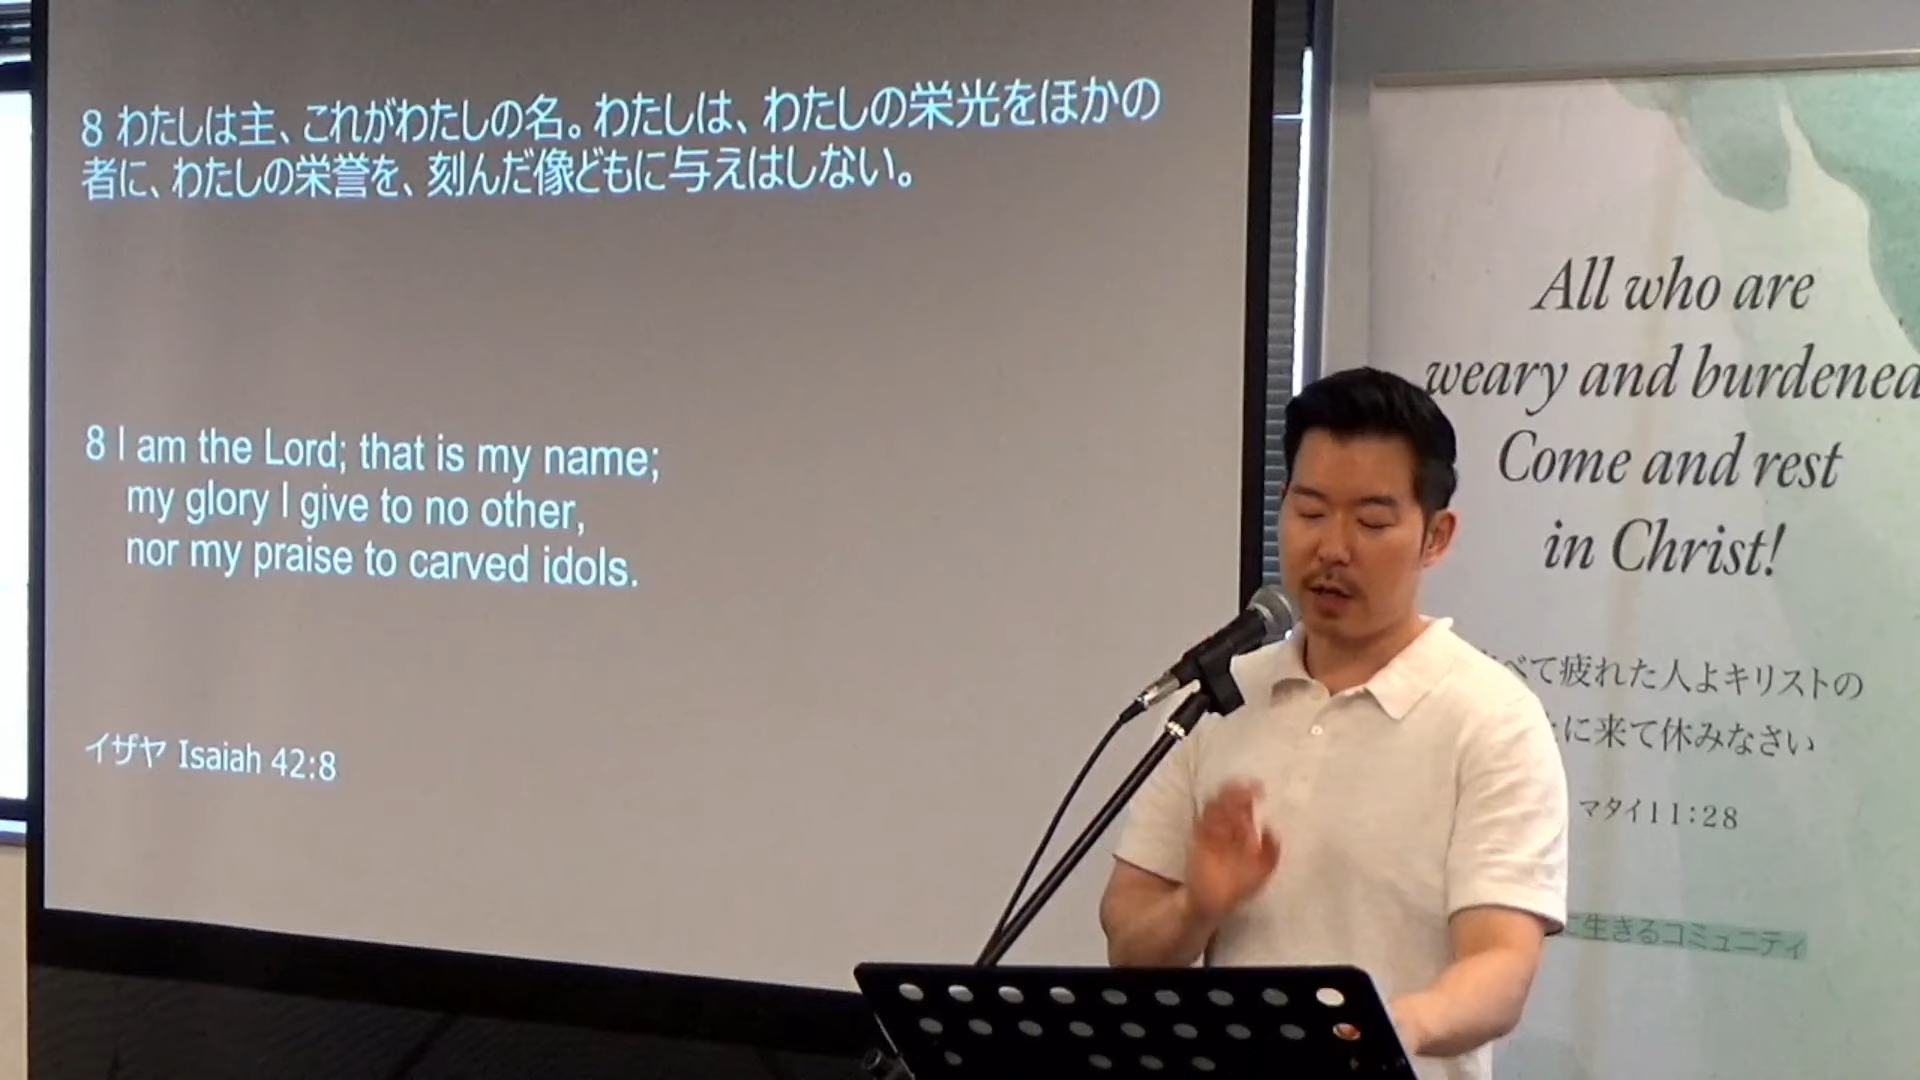 8 わたしは主、これがわたしの名。わたしは、わたしの栄光をほかの
者に、わたしの栄誉を、刻んだ像どもに与えはしない。
8 I am the Lord; that is my name;
my glory I give to no other,
nor my praise to carved idols.
イザヤ Isaiah 42:8
All who are
weary and burdened
Come and rest
in Christ!
べて疲れた人よキリストの
に来て休みなさい
マタイ11:28
に生きるコミュニティ